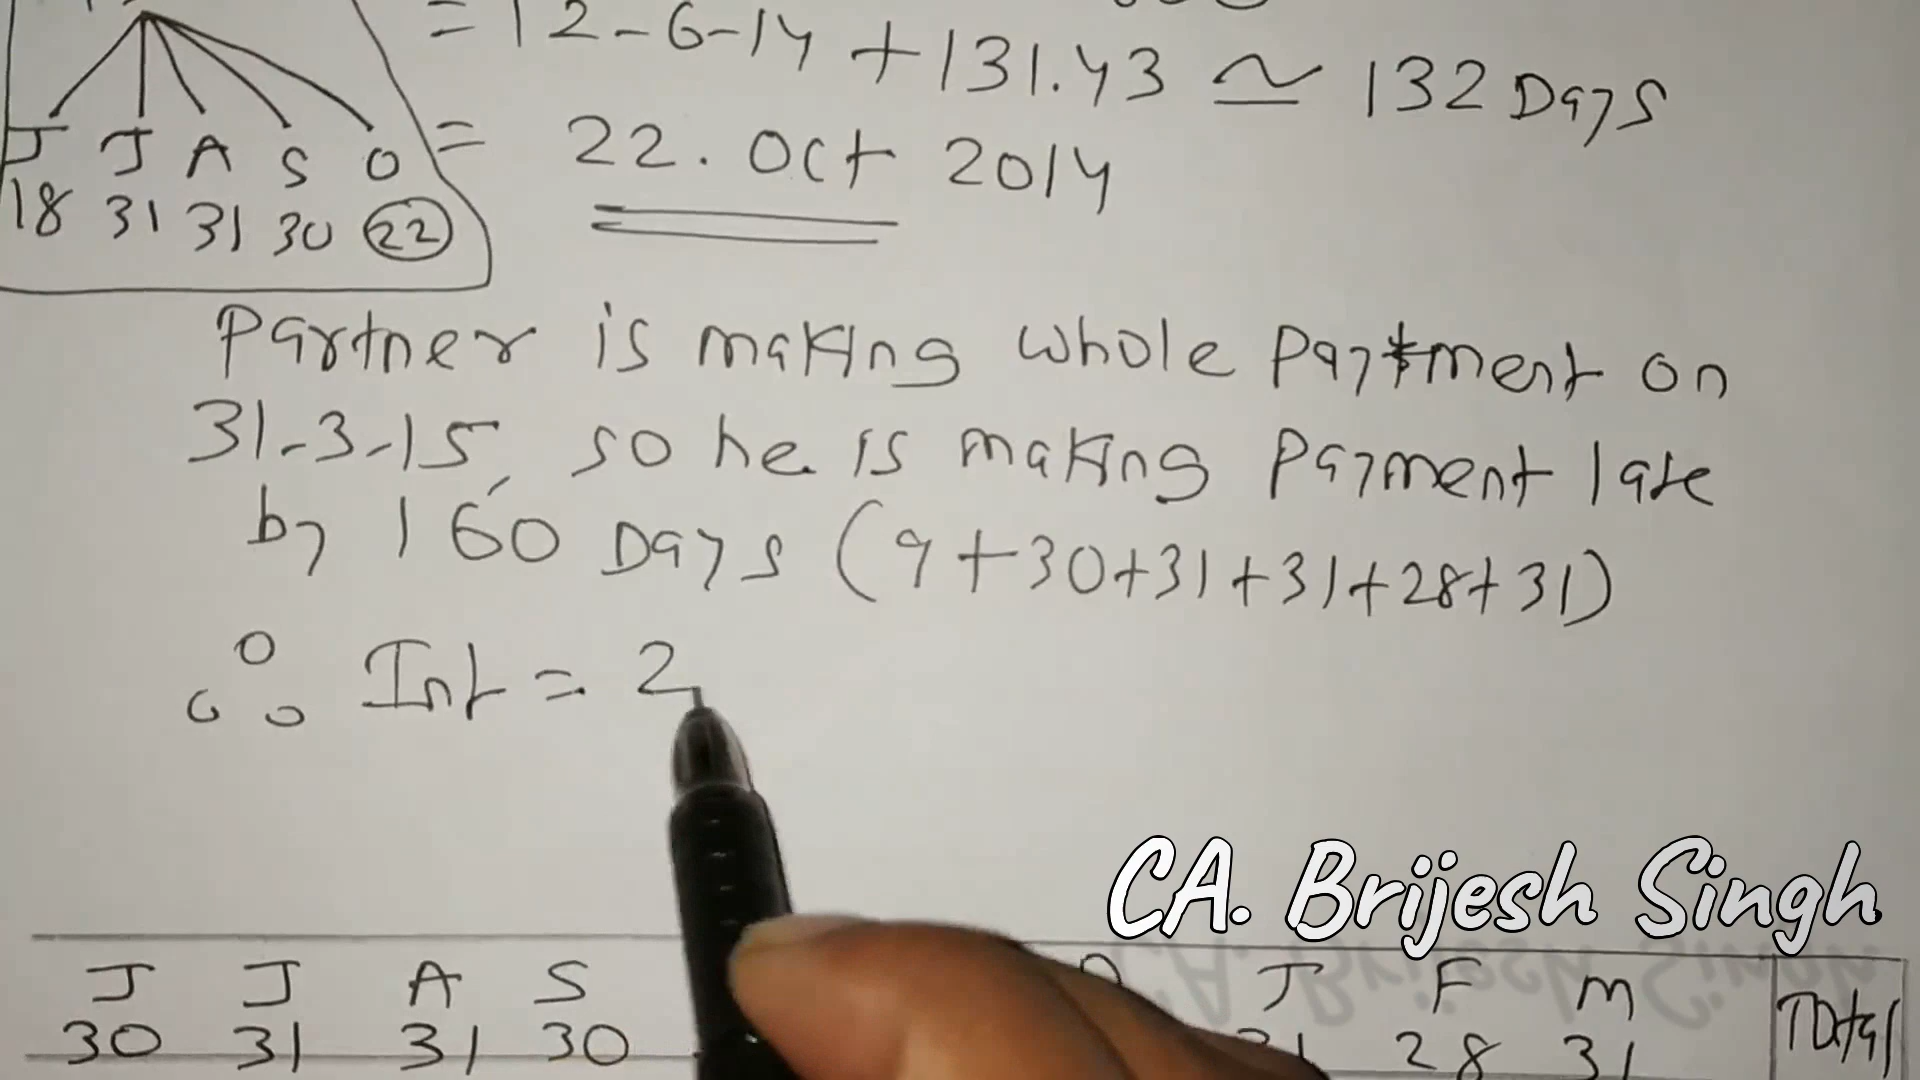 = 12-6-14 + 131.43 ≃ 132 Days
= 22. Oct 2014
J J A S O
18 31 31 30 22
Partner is making whole Payment on
31-3-15, so he is making Payment late
by 160 Days (9+30+31+31+28+31)
∴ Int = 2
CA. Brijesh Singh
J J A S J F M Total
30 31 31 30 31 28 31